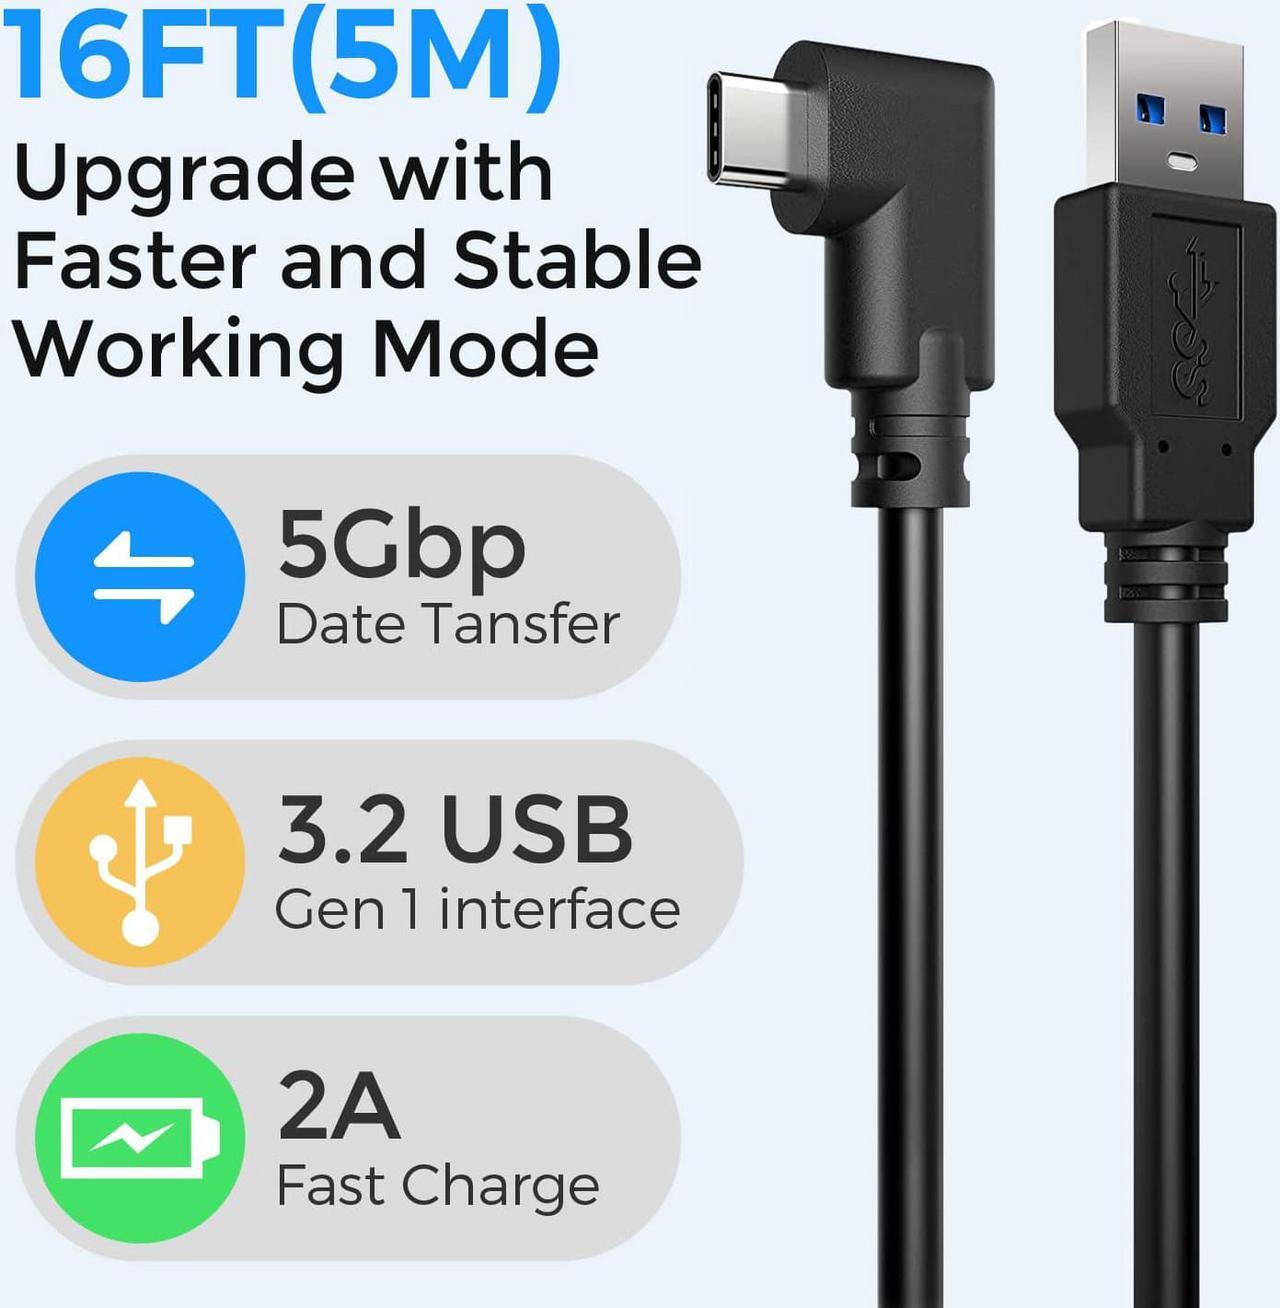 16FT(5M)
Upgrade with
Faster and Stable
Working Mode
5Gbp
Date Tansfer
3.2 USB
Gen 1 interface
2A
Fast Charge
SS